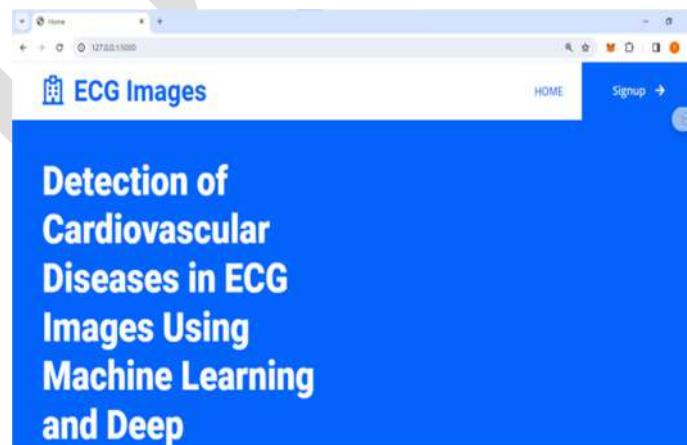 Home
127.0.0.1:5000
ECG Images
HOME
Signup
Detection of
Cardiovascular
Diseases in ECG
Images Using
Machine Learning
and Deep